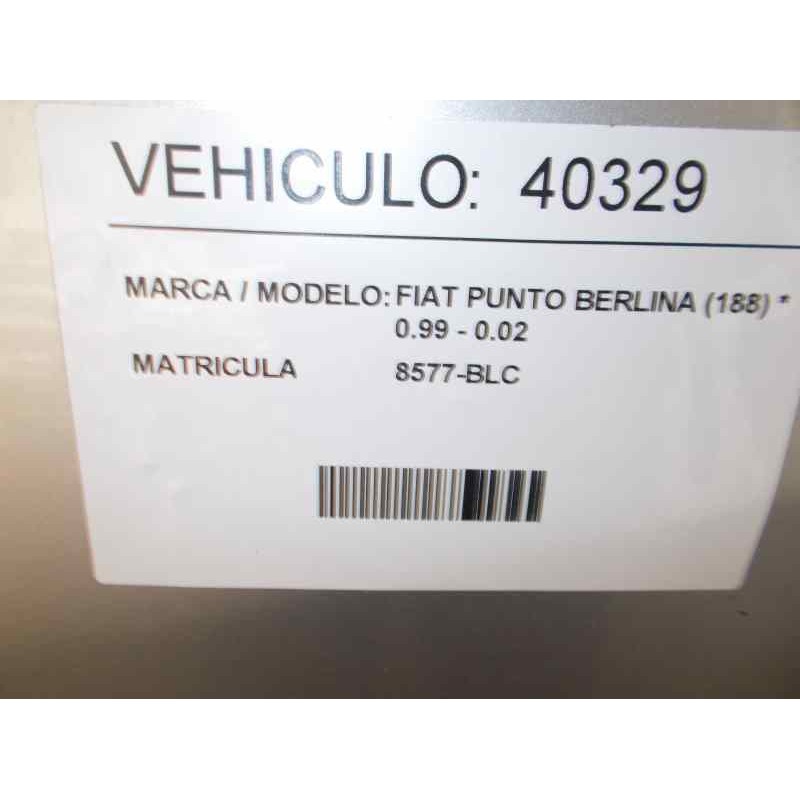 VEHICULO: 40329
MARCA / MODELO: FIAT PUNTO BERLINA (188) *
0.99 - 0.02
MATRICULA 8577-BLC